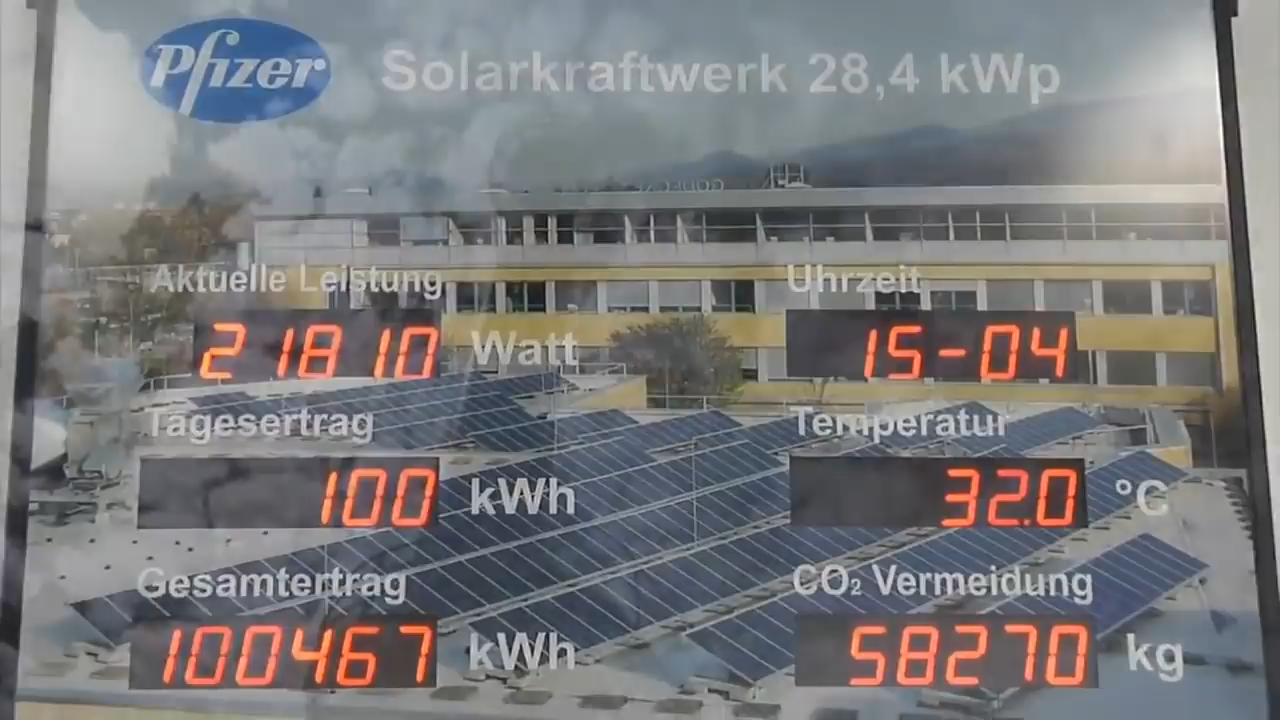 Pfizer Solarkraftwerk 28,4 kWp
Aktuelle Leistung
21810 Watt
Uhrzeit
15-04
Tagesertrag
100 kWh
Temperatur
32.0 °C
Gesamtertrag
100467 kWh
CO₂ Vermeidung
58270 kg